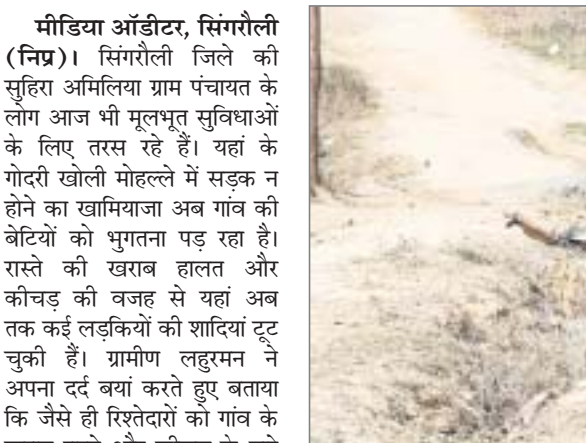 मीडिया ऑडीटर, सिंगरौली
(निप्र)। सिंगरौली जिले की
सुहिरा अमिलिया ग्राम पंचायत के
लोग आज भी मूलभूत सुविधाओं
के लिए तरस रहे हैं। यहां के
गोदरी खोली मोहल्ले में सड़क न
होने का खामियाजा अब गांव की
बेटियों को भुगतना पड़ रहा है।
रास्ते की खराब हालत और
कीचड़ की वजह से यहां अब
तक कई लड़कियों की शादियां टूट
चुकी हैं। ग्रामीण लहुरमन ने
अपना दर्द बयां करते हुए बताया
कि जैसे ही रिश्तेदारों को गांव के